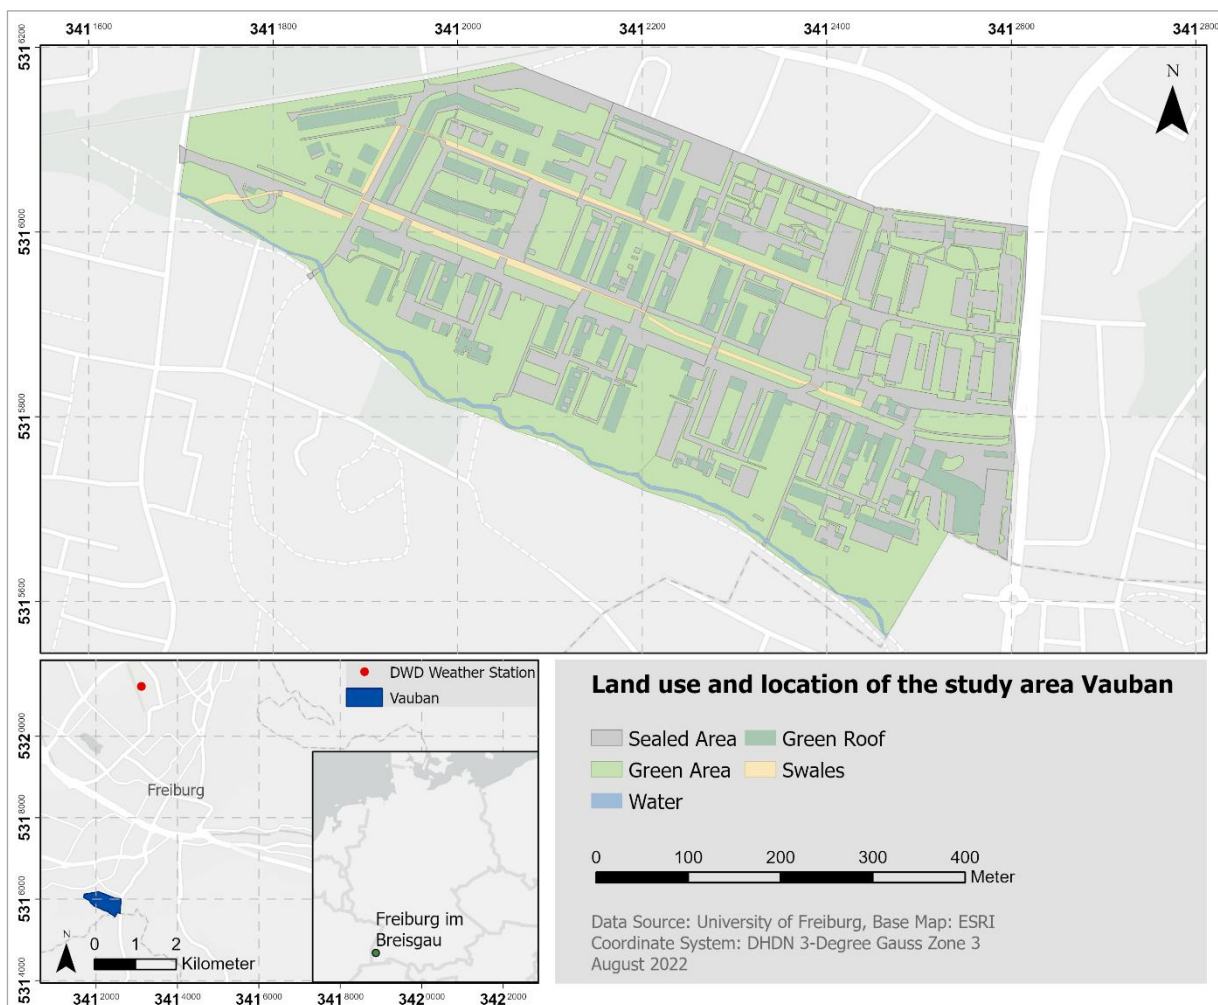 341 1600 341 1800 341 2000 341 2200 341 2400 341 2600 341 2800
531 6200
531 6000
531 5800
531 5600
N
DWD Weather Station
Vauban
532 0000
531 8000
531 6000
531 4000
Freiburg
N
0 1 2
Kilometer
Freiburg im
Breisgau
341 2000 341 4000 341 6000 341 8000 342 0000 342 2000
Land use and location of the study area Vauban
Sealed Area Green Roof
Green Area Swales
Water
0 100 200 300 400
Meter
Data Source: University of Freiburg, Base Map: ESRI
Coordinate System: DHDN 3-Degree Gauss Zone 3
August 2022